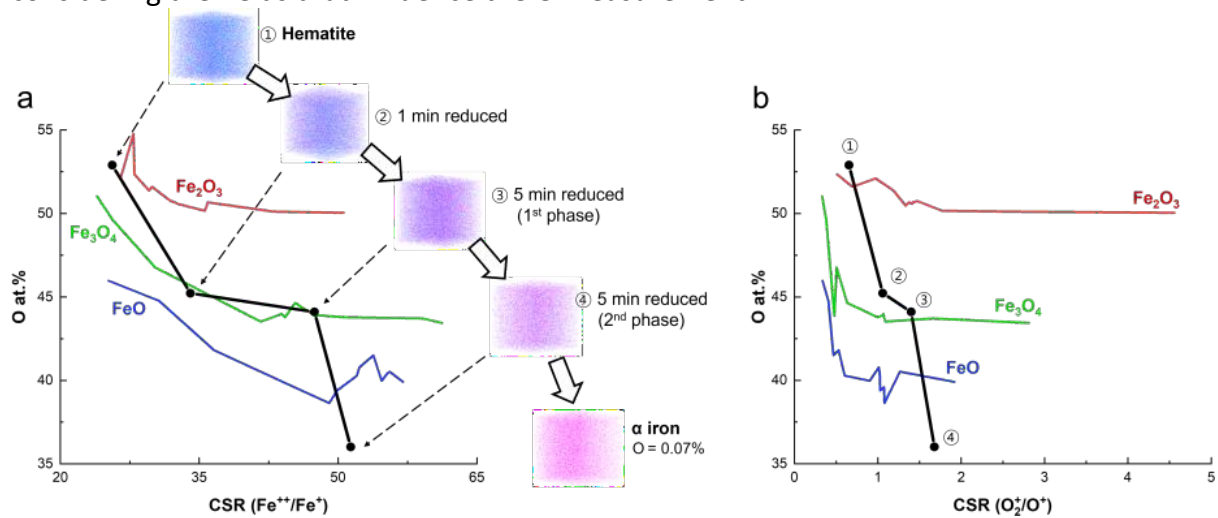 ① Hematite
a
② 1 min reduced
③ 5 min reduced
(1st phase)
④ 5 min reduced
(2nd phase)
α iron
O = 0.07%
Fe₂O₃
Fe₃O₄
FeO
O at.%
55
50
45
40
35
20
35
50
65
CSR (Fe⁺⁺/Fe⁺)
b
①
②
③
④
Fe₂O₃
Fe₃O₄
FeO
O at.%
55
50
45
40
35
0
1
2
3
4
5
CSR (O₂⁺/O⁺)